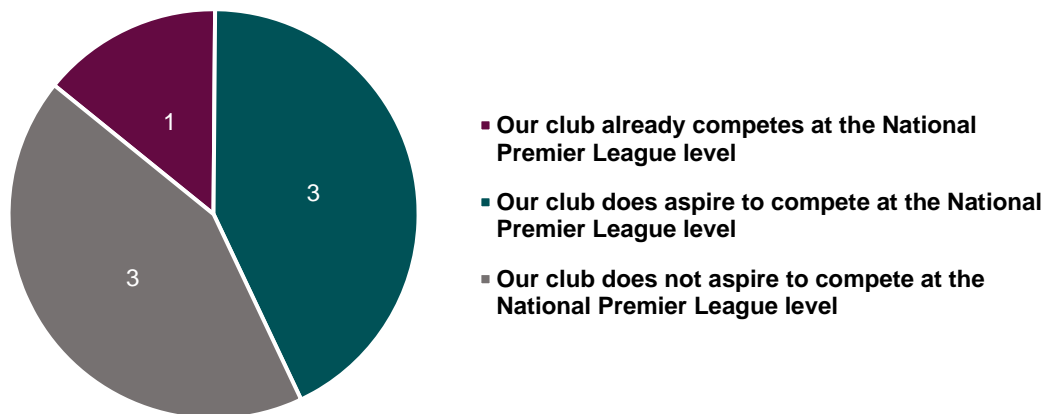 1
3
3
Our club already competes at the National
Premier League level
Our club does aspire to compete at the National
Premier League level
Our club does not aspire to compete at the
National Premier League level